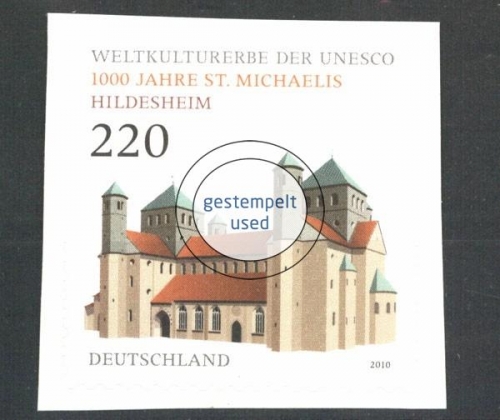 WELTKULTURERBE DER UNESCO
1000 JAHRE ST. MICHAELIS
HILDESHEIM
220
gestempelt
used
DEUTSCHLAND
2010